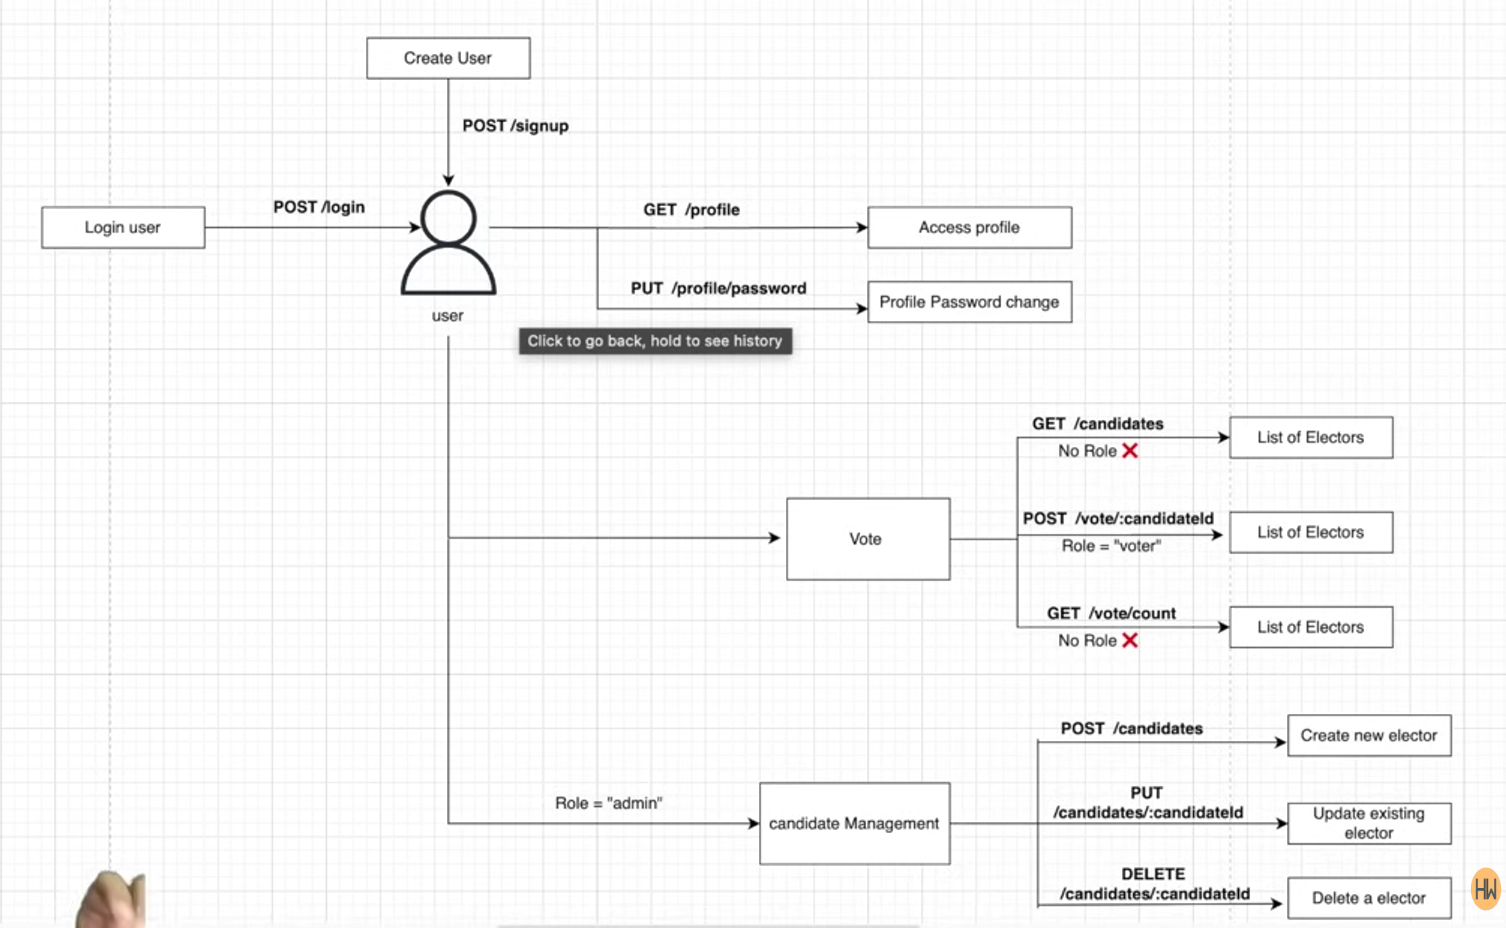 Create User
POST /signup
Login user
POST /login
user
GET /profile
Access profile
PUT /profile/password
Profile Password change
Click to go back, hold to see history
Vote
GET /candidates
No Role ❌
List of Electors
POST /vote/:candidateId
Role = "voter"
List of Electors
GET /vote/count
No Role ❌
List of Electors
Role = "admin"
candidate Management
POST /candidates
Create new elector
PUT
/candidates/:candidateId
Update existing
elector
DELETE
/candidates/:candidateId
Delete a elector
HW